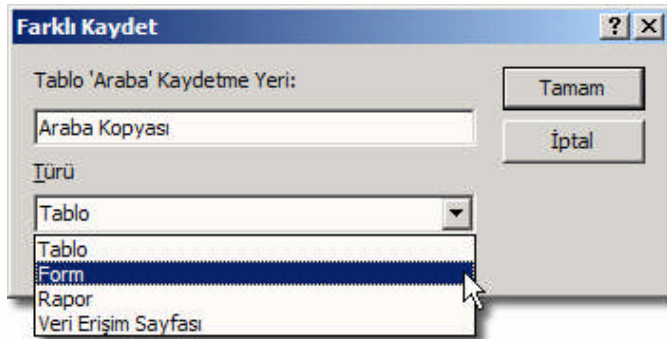 Farklı Kaydet
Tablo 'Araba' Kaydetme Yeri:
Tamam
Araba Kopyası
İptal
Türü
Tablo
Tablo
Form
Rapor
Veri Erişim Sayfası